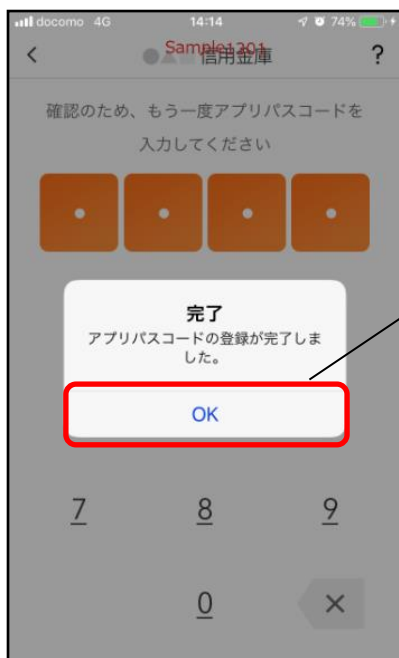 docomo 4G 14:14 74%
Sample1201
●▲■信用金庫 ?
確認のため、もう一度アプリパスコードを
入力してください
完了
アプリパスコードの登録が完了しま
した。
OK
7 8 9
0